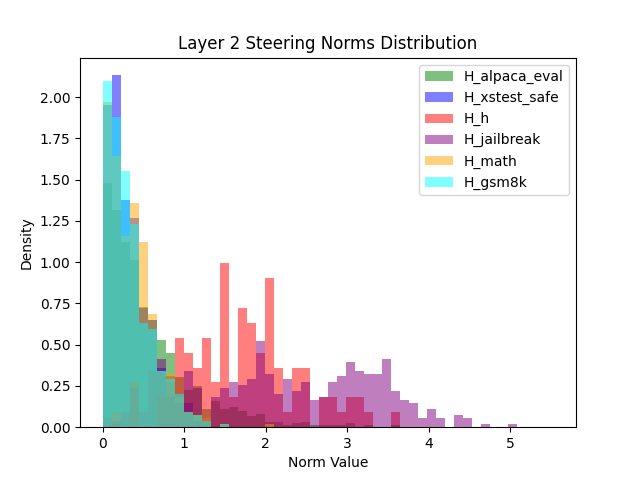 Layer 2 Steering Norms Distribution
H_alpaca_eval
H_xstest_safe
H_h
H_jailbreak
H_math
H_gsm8k
2.00
1.75
1.50
1.25
1.00
0.75
0.50
0.25
0.00
Density
0 1 2 3 4 5
Norm Value